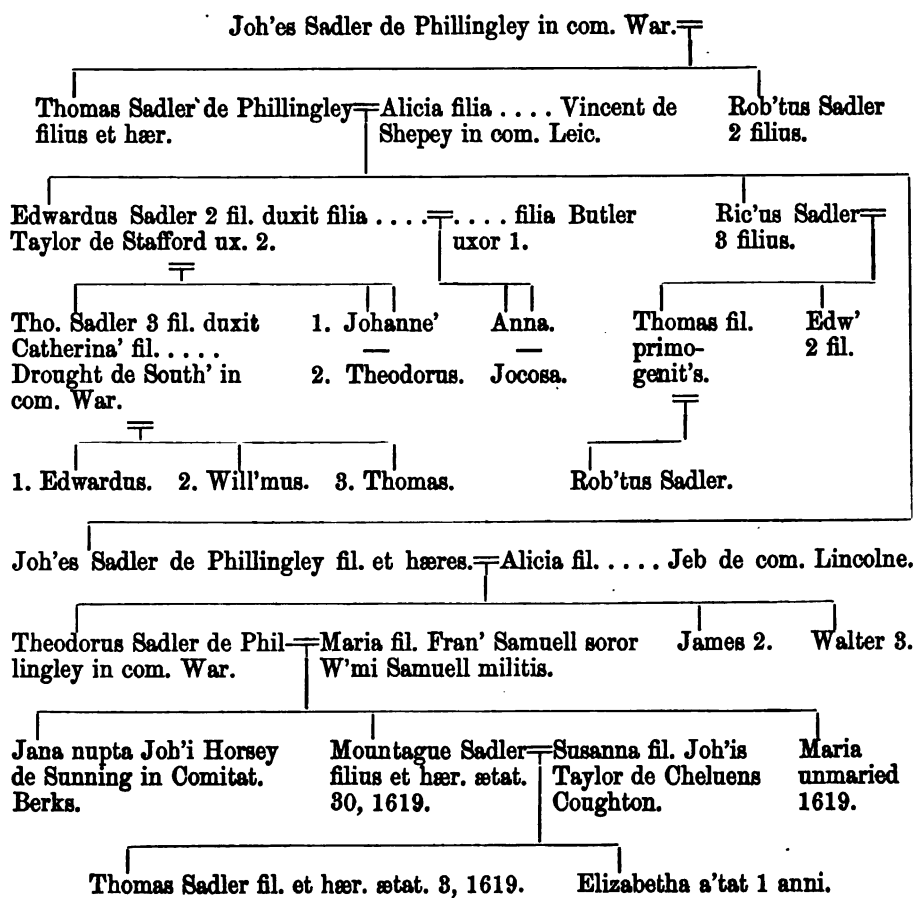 Joh'es Sadler de Phillingley in com. War.
Thomas Sadler de Phillingley
filius et hær.
Alicia filia . . . . Vincent de
Shepey in com. Leic.
Rob'tus Sadler
2 filius.
Edwardus Sadler 2 fil. duxit filia . . . .
Taylor de Stafford ux. 2.
. . . . filia Butler
uxor 1.
Ric'us Sadler
3 filius.
Tho. Sadler 3 fil. duxit
Catherina' fil. . . . .
Drought de South' in
com. War.
1. Johanne'
—
2. Theodorus.
Anna.
—
Jocosa.
Thomas fil.
primo-
genit's.
Edw'
2 fil.
1. Edwardus. 2. Will'mus. 3. Thomas.
Rob'tus Sadler.
Joh'es Sadler de Phillingley fil. et hæres.
Alicia fil. . . . . Jeb de com. Lincolne.
Theodorus Sadler de Phil-
lingley in com. War.
Maria fil. Fran' Samuell soror
W'mi Samuell militis.
James 2.
Walter 3.
Jana nupta Joh'i Horsey
de Sunning in Comitat.
Berks.
Mountague Sadler
filius et hær. ætat.
30, 1619.
Susanna fil. Joh'is
Taylor de Cheluens
Coughton.
Maria
unmaried
1619.
Thomas Sadler fil. et hær. ætat. 3, 1619.
Elizabetha a'tat 1 anni.